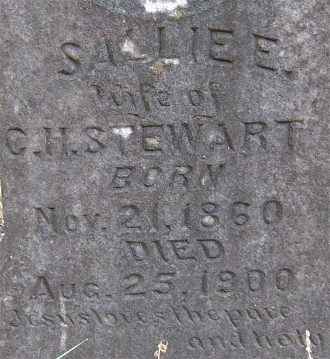 SALLIE E.
Wife of
C. H. STEWART
BORN
Nov. 21, 1860
DIED
Aug. 25, 1900
Jesus loves the pure
and holy